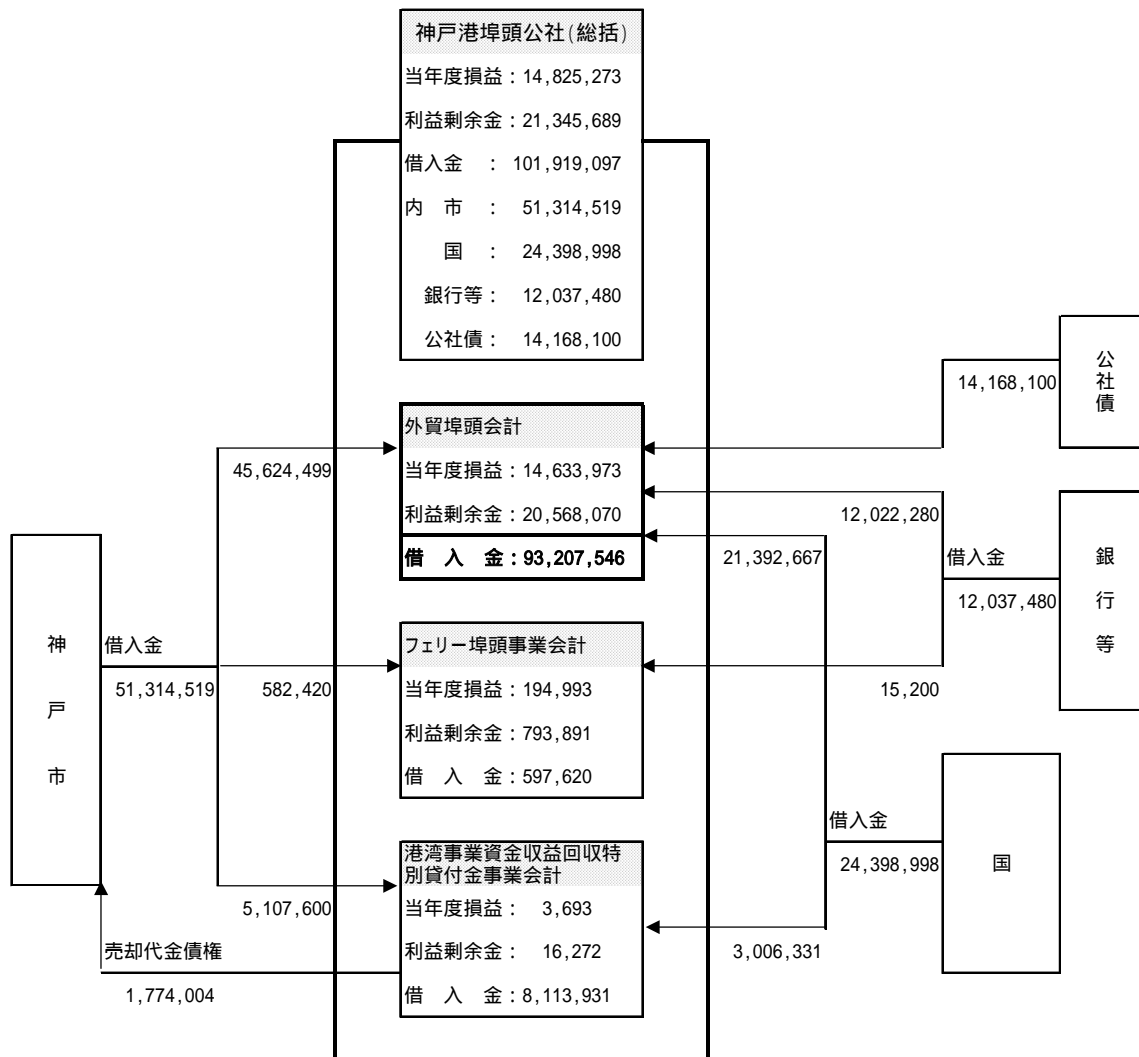 神戸港埠頭公社(総括)
当年度損益：14,825,273
利益剰余金：21,345,689
借入金　： 101,919,097
内　市　： 51,314,519
国　： 24,398,998
銀行等： 12,037,480
公社債： 14,168,100
公社債
14,168,100
外貿埠頭会計
当年度損益：14,633,973
利益剰余金：20,568,070
借　入　金：93,207,546
45,624,499
12,022,280
21,392,667
借入金
12,037,480
銀行等
神戸市
借入金
51,314,519
582,420
フェリー埠頭事業会計
当年度損益：194,993
利益剰余金：793,891
借　入　金：597,620
15,200
借入金
24,398,998
国
港湾事業資金収益回収特
別貸付金事業会計
当年度損益：　3,693
利益剰余金：　16,272
借　入　金：8,113,931
5,107,600
3,006,331
売却代金債権
1,774,004